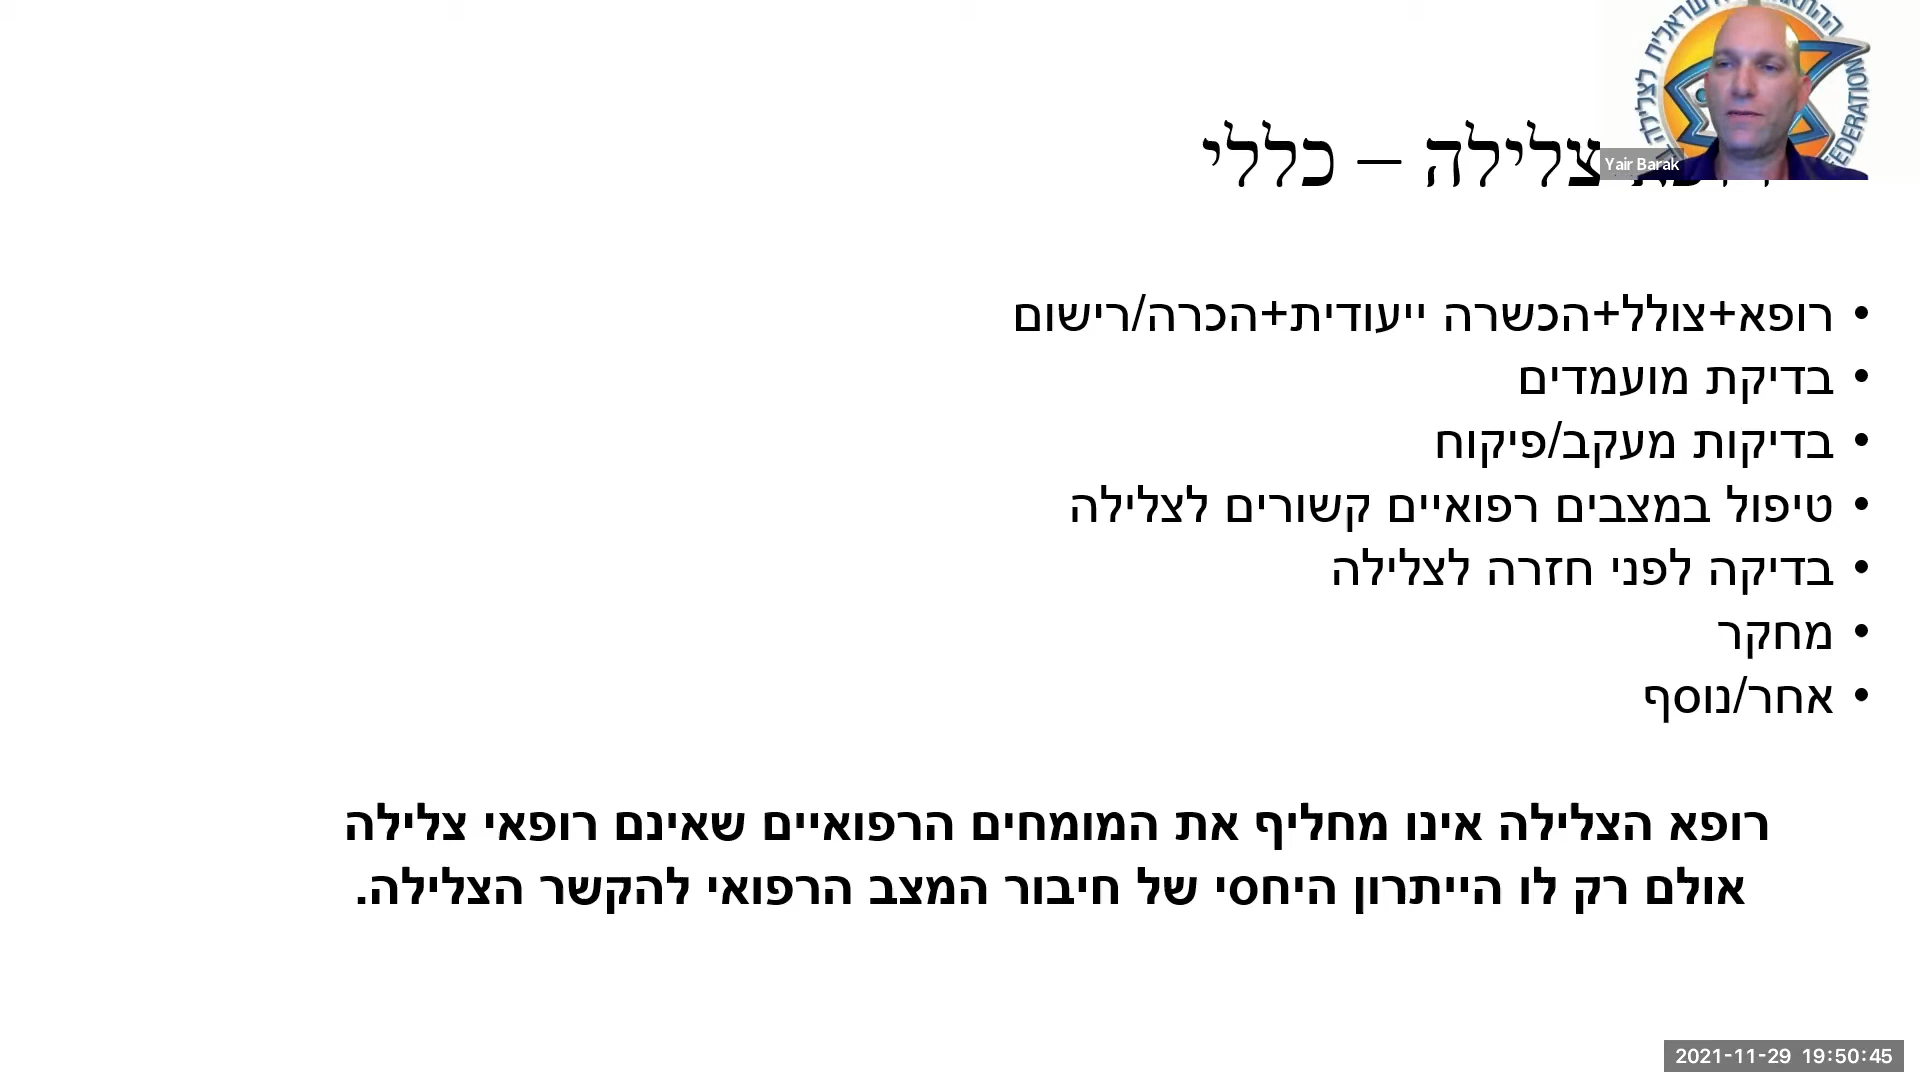 צלילה – כללי
Yair Barak
FEDERATION
• רופא+צולל+הכשרה ייעודית+הכרה/רישום
• בדיקת מועמדים
• בדיקות מעקב/פיקוח
• טיפול במצבים רפואיים קשורים לצלילה
• בדיקה לפני חזרה לצלילה
• מחקר
• אחר/נוסף
רופא הצלילה אינו מחליף את המומחים הרפואיים שאינם רופאי צלילה
אולם רק לו הייתרון היחסי של חיבור המצב הרפואי להקשר הצלילה.
2021-11-29 19:50:45